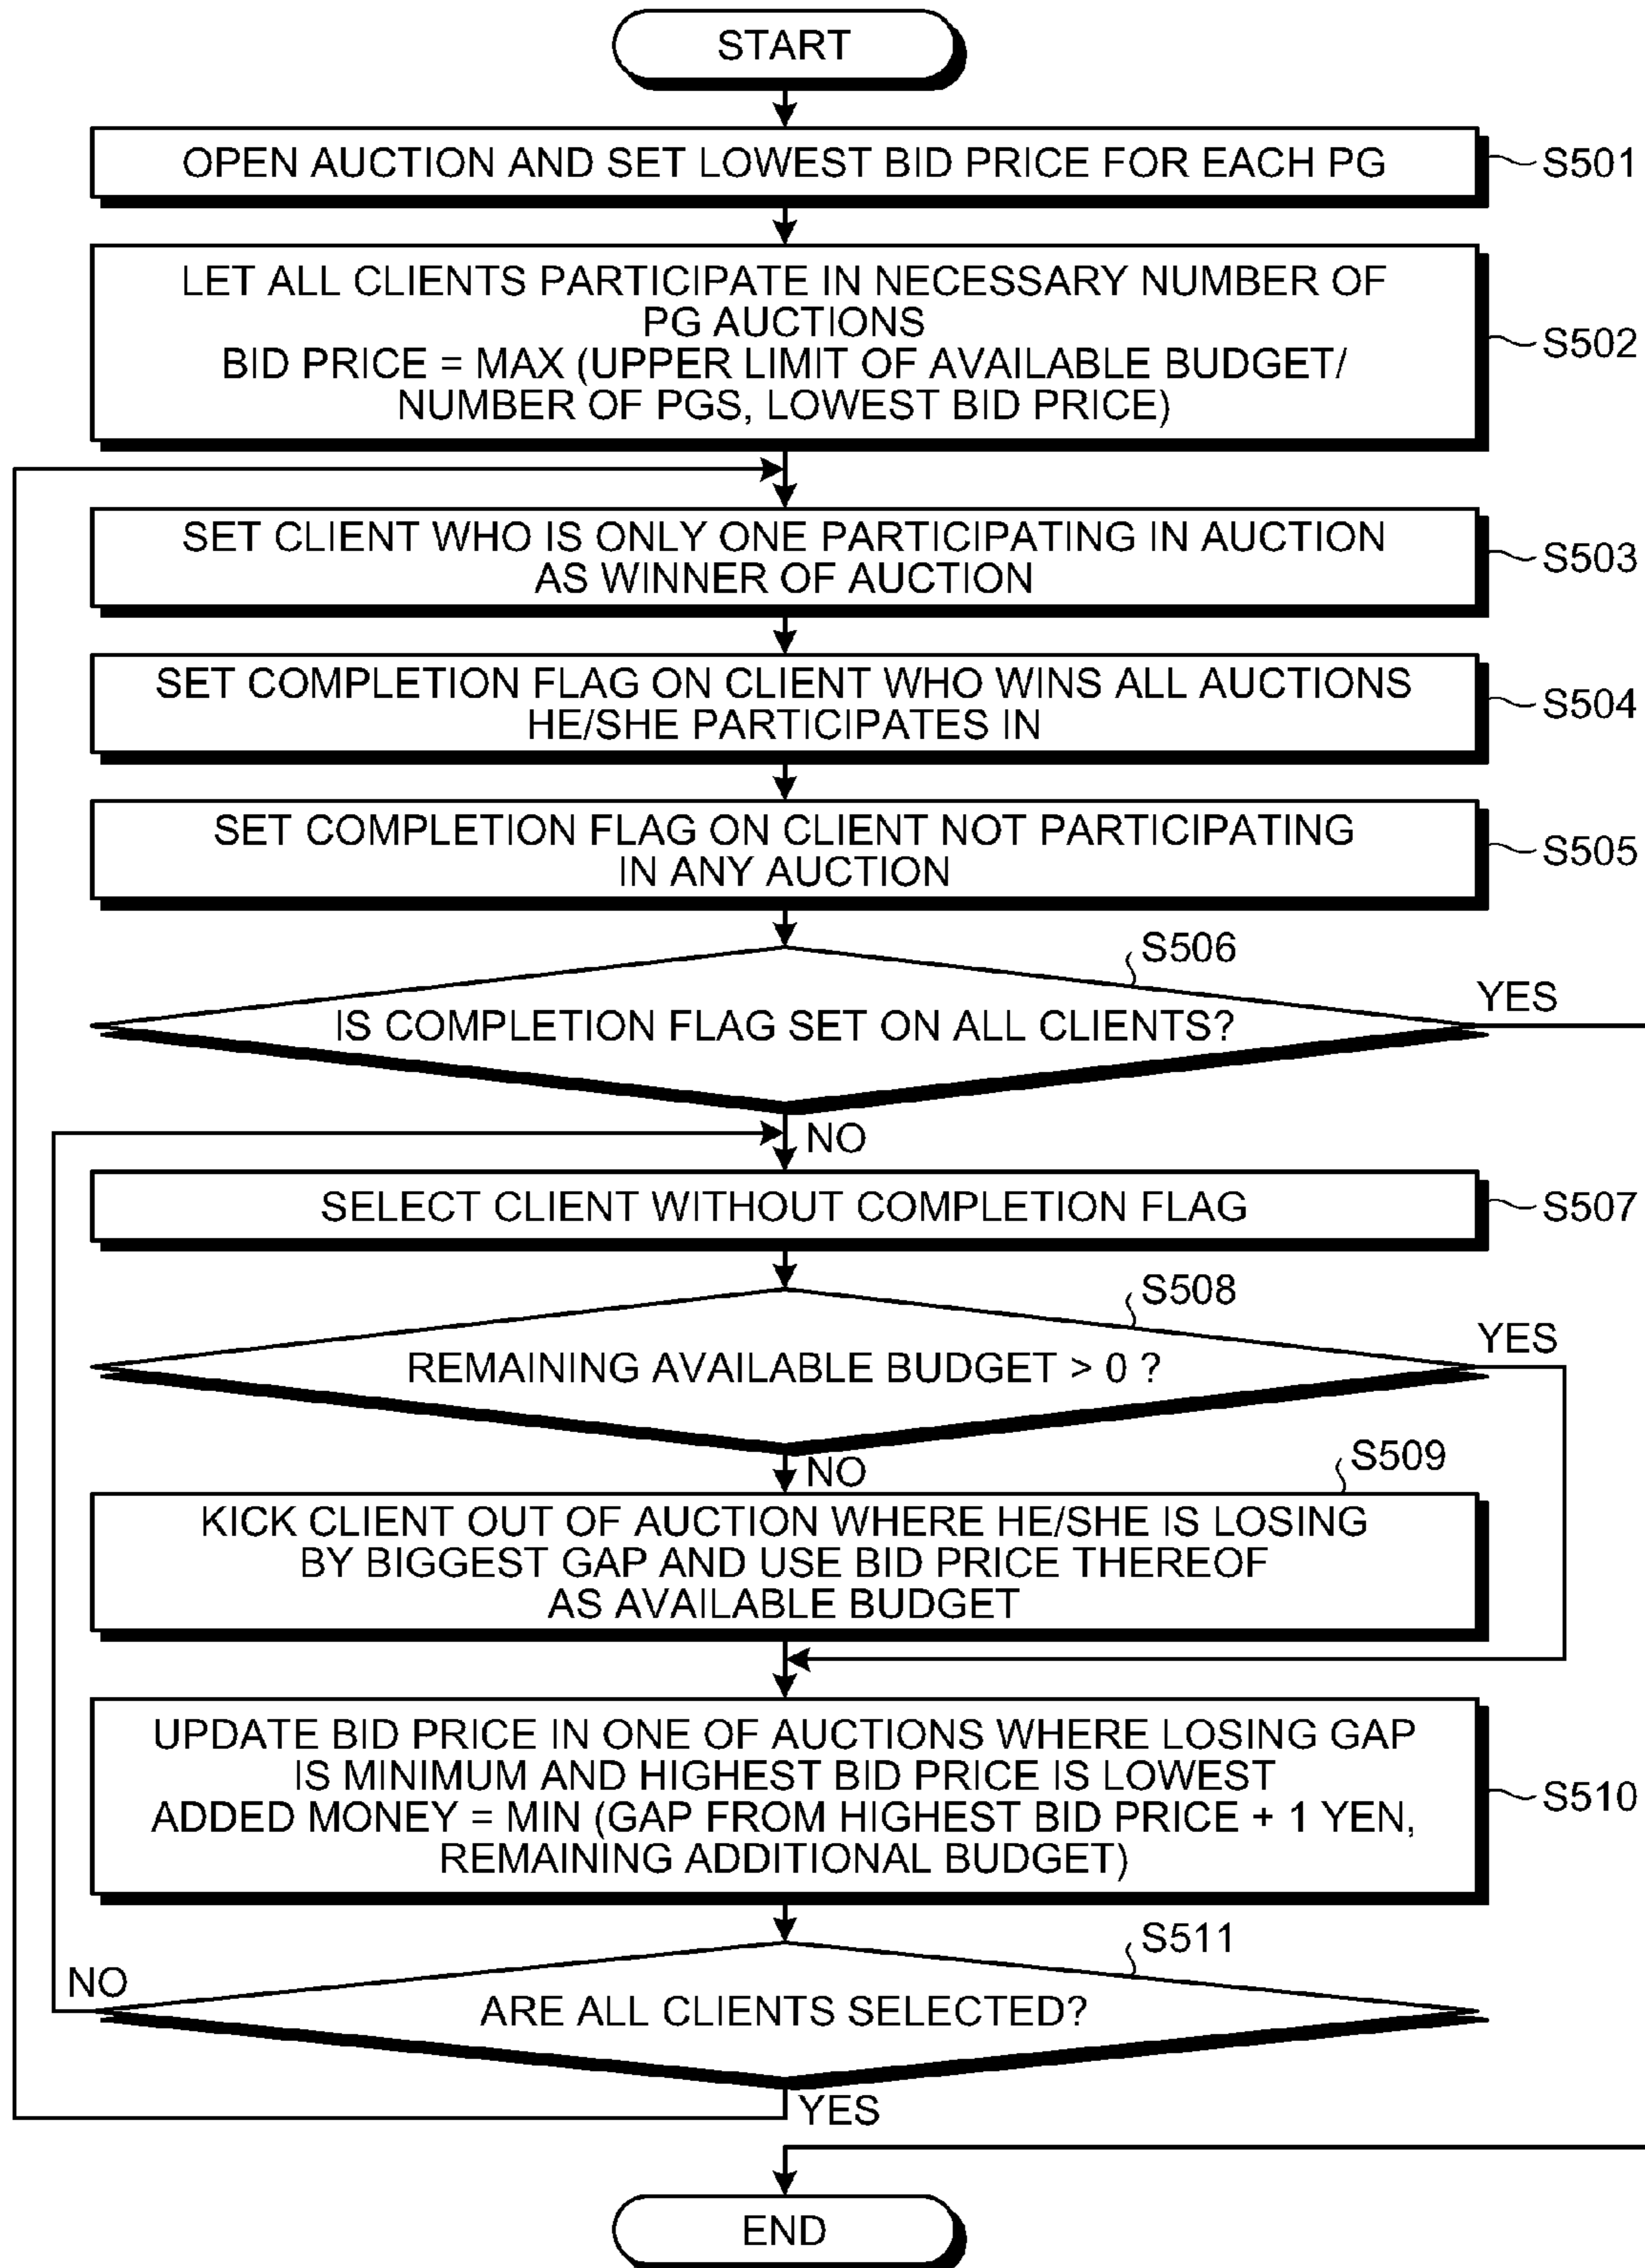 START
OPEN AUCTION AND SET LOWEST BID PRICE FOR EACH PG
S501
LET ALL CLIENTS PARTICIPATE IN NECESSARY NUMBER OF
PG AUCTIONS
BID PRICE = MAX (UPPER LIMIT OF AVAILABLE BUDGET/
NUMBER OF PGS, LOWEST BID PRICE)
S502
SET CLIENT WHO IS ONLY ONE PARTICIPATING IN AUCTION
AS WINNER OF AUCTION
S503
SET COMPLETION FLAG ON CLIENT WHO WINS ALL AUCTIONS
HE/SHE PARTICIPATES IN
S504
SET COMPLETION FLAG ON CLIENT NOT PARTICIPATING
IN ANY AUCTION
S505
S506
IS COMPLETION FLAG SET ON ALL CLIENTS?
YES
NO
SELECT CLIENT WITHOUT COMPLETION FLAG
S507
S508
REMAINING AVAILABLE BUDGET > 0 ?
YES
NO
S509
KICK CLIENT OUT OF AUCTION WHERE HE/SHE IS LOSING
BY BIGGEST GAP AND USE BID PRICE THEREOF
AS AVAILABLE BUDGET
UPDATE BID PRICE IN ONE OF AUCTIONS WHERE LOSING GAP
IS MINIMUM AND HIGHEST BID PRICE IS LOWEST
ADDED MONEY = MIN (GAP FROM HIGHEST BID PRICE + 1 YEN,
REMAINING ADDITIONAL BUDGET)
S510
S511
NO
ARE ALL CLIENTS SELECTED?
YES
END